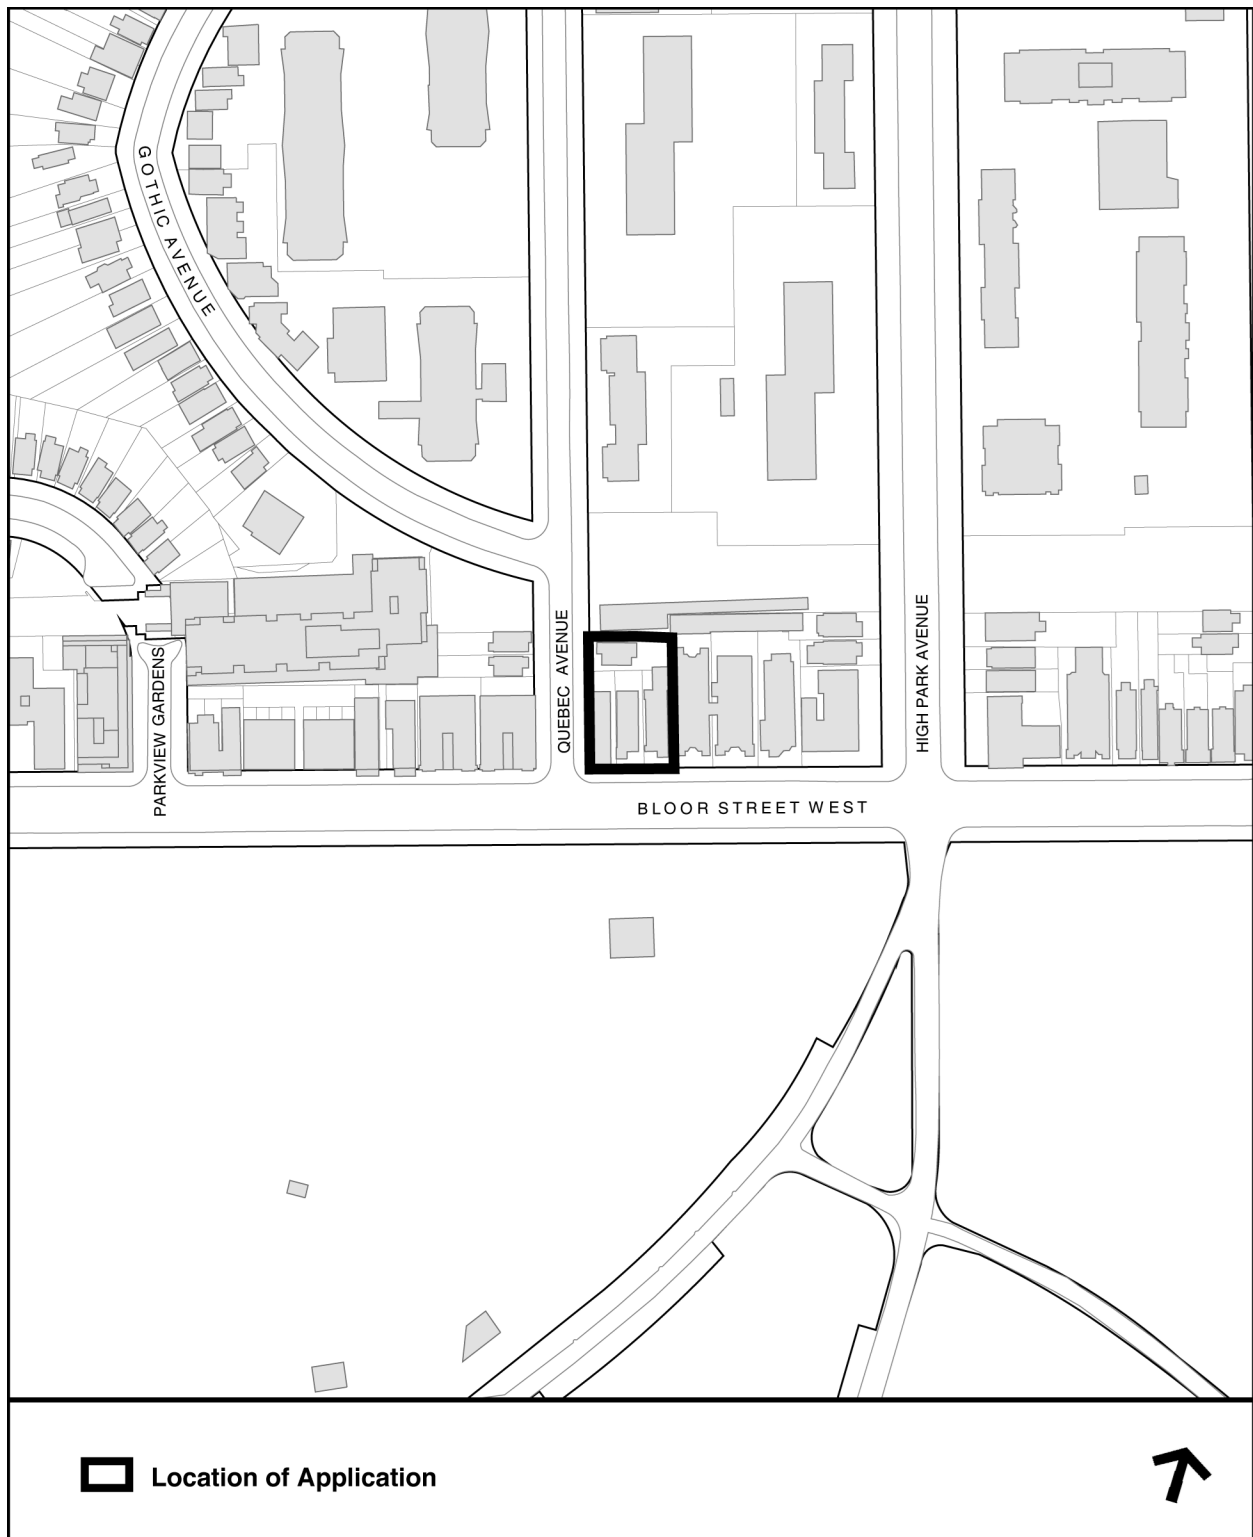 GOTHIC AVENUE
QUEBEC AVENUE
HIGH PARK AVENUE
PARKVIEW GARDENS
BLOOR STREET WEST
Location of Application